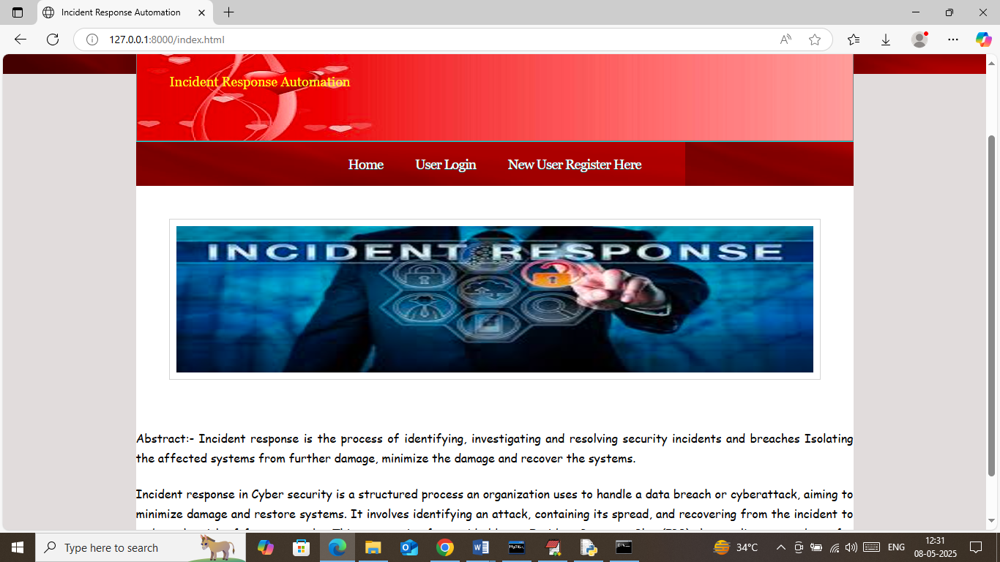 Incident Response Automation
127.0.0.1:8000/index.html
Incident Response Automation
Home User Login New User Register Here
INCIDENT RESPONSE
Abstract:- Incident response is the process of identifying, investigating and resolving security incidents and breaches Isolating
the affected systems from further damage, minimize the damage and recover the systems.
Incident response in Cyber security is a structured process an organization uses to handle a data breach or cyberattack, aiming to
minimize damage and restore systems. It involves identifying an attack, containing its spread, and recovering from the incident to
Type here to search
34°C
ENG
12:31
08-05-2025